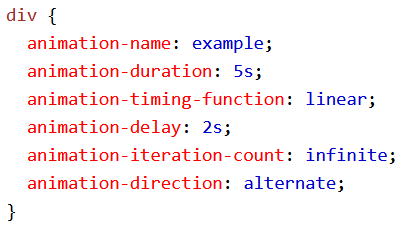 div {
  animation-name: example;
  animation-duration: 5s;
  animation-timing-function: linear;
  animation-delay: 2s;
  animation-iteration-count: infinite;
  animation-direction: alternate;
}